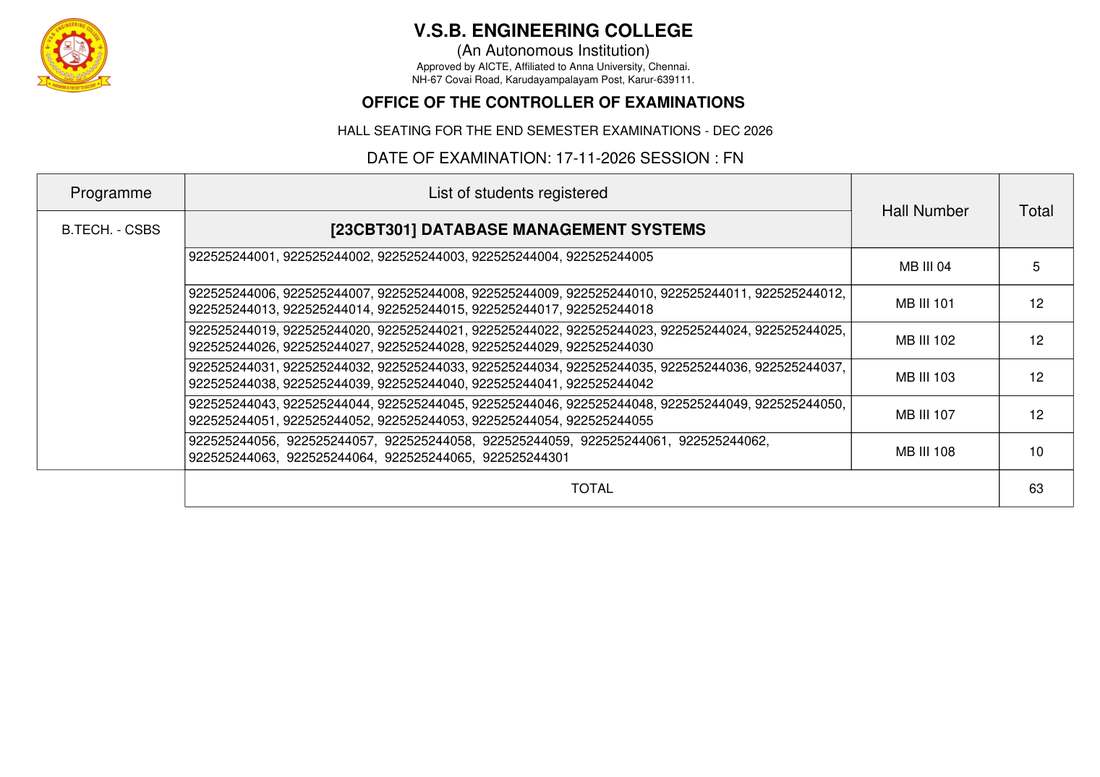 V.S.B. ENGINEERING COLLEGE
(An Autonomous Institution)
Approved by AICTE, Affiliated to Anna University, Chennai.
NH-67 Covai Road, Karudayampalayam Post, Karur-639111.
OFFICE OF THE CONTROLLER OF EXAMINATIONS
HALL SEATING FOR THE END SEMESTER EXAMINATIONS - DEC 2026
DATE OF EXAMINATION: 17-11-2026 SESSION : FN
Programme List of students registered Hall Number Total
B.TECH. - CSBS [23CBT301] DATABASE MANAGEMENT SYSTEMS
922525244001, 922525244002, 922525244003, 922525244004, 922525244005 MB III 04 5
922525244006, 922525244007, 922525244008, 922525244009, 922525244010, 922525244011, 922525244012,
922525244013, 922525244014, 922525244015, 922525244017, 922525244018 MB III 101 12
922525244019, 922525244020, 922525244021, 922525244022, 922525244023, 922525244024, 922525244025,
922525244026, 922525244027, 922525244028, 922525244029, 922525244030 MB III 102 12
922525244031, 922525244032, 922525244033, 922525244034, 922525244035, 922525244036, 922525244037,
922525244038, 922525244039, 922525244040, 922525244041, 922525244042 MB III 103 12
922525244043, 922525244044, 922525244045, 922525244046, 922525244048, 922525244049, 922525244050,
922525244051, 922525244052, 922525244053, 922525244054, 922525244055 MB III 107 12
922525244056, 922525244057, 922525244058, 922525244059, 922525244061, 922525244062,
922525244063, 922525244064, 922525244065, 922525244301 MB III 108 10
TOTAL 63